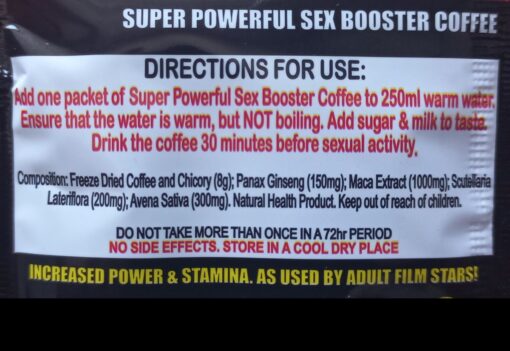 SUPER POWERFUL SEX BOOSTER COFFEE
DIRECTIONS FOR USE:
Add one packet of Super Powerful Sex Booster Coffee to 250ml warm water.
Ensure that the water is warm, but NOT boiling. Add sugar & milk to taste.
Drink the coffee 30 minutes before sexual activity.
Composition: Freeze Dried Coffee and Chicory (8g); Panax Ginseng (150mg); Maca Extract (1000mg); Scutellaria
Lateriflora (200mg); Avena Sativa (300mg). Natural Health Product. Keep out of reach of children.
DO NOT TAKE MORE THAN ONCE IN A 72hr PERIOD
NO SIDE EFFECTS. STORE IN A COOL DRY PLACE
INCREASED POWER & STAMINA. AS USED BY ADULT FILM STARS!